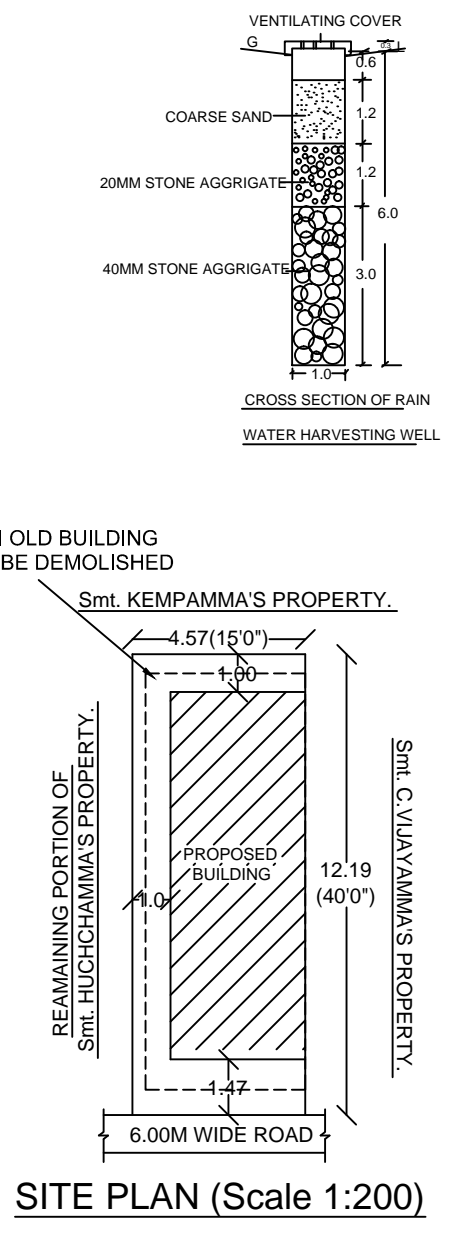 VENTILATING COVER
G
0.3
0.6
COARSE SAND
1.2
20MM STONE AGGRIGATE
1.2
6.0
40MM STONE AGGRIGATE
3.0
1.0
CROSS SECTION OF RAIN
WATER HARVESTING WELL
OLD BUILDING
BE DEMOLISHED
Smt. KEMPAMMA'S PROPERTY.
4.57(15'0")
1.00
REAMAINING PORTION OF
Smt. HUCHCHAMMA'S PROPERTY.
PROPOSED
BUILDING
1.0
12.19
(40'0")
Smt. C.VIJAYAMMA'S PROPERTY.
1.47
6.00M WIDE ROAD
SITE PLAN (Scale 1:200)